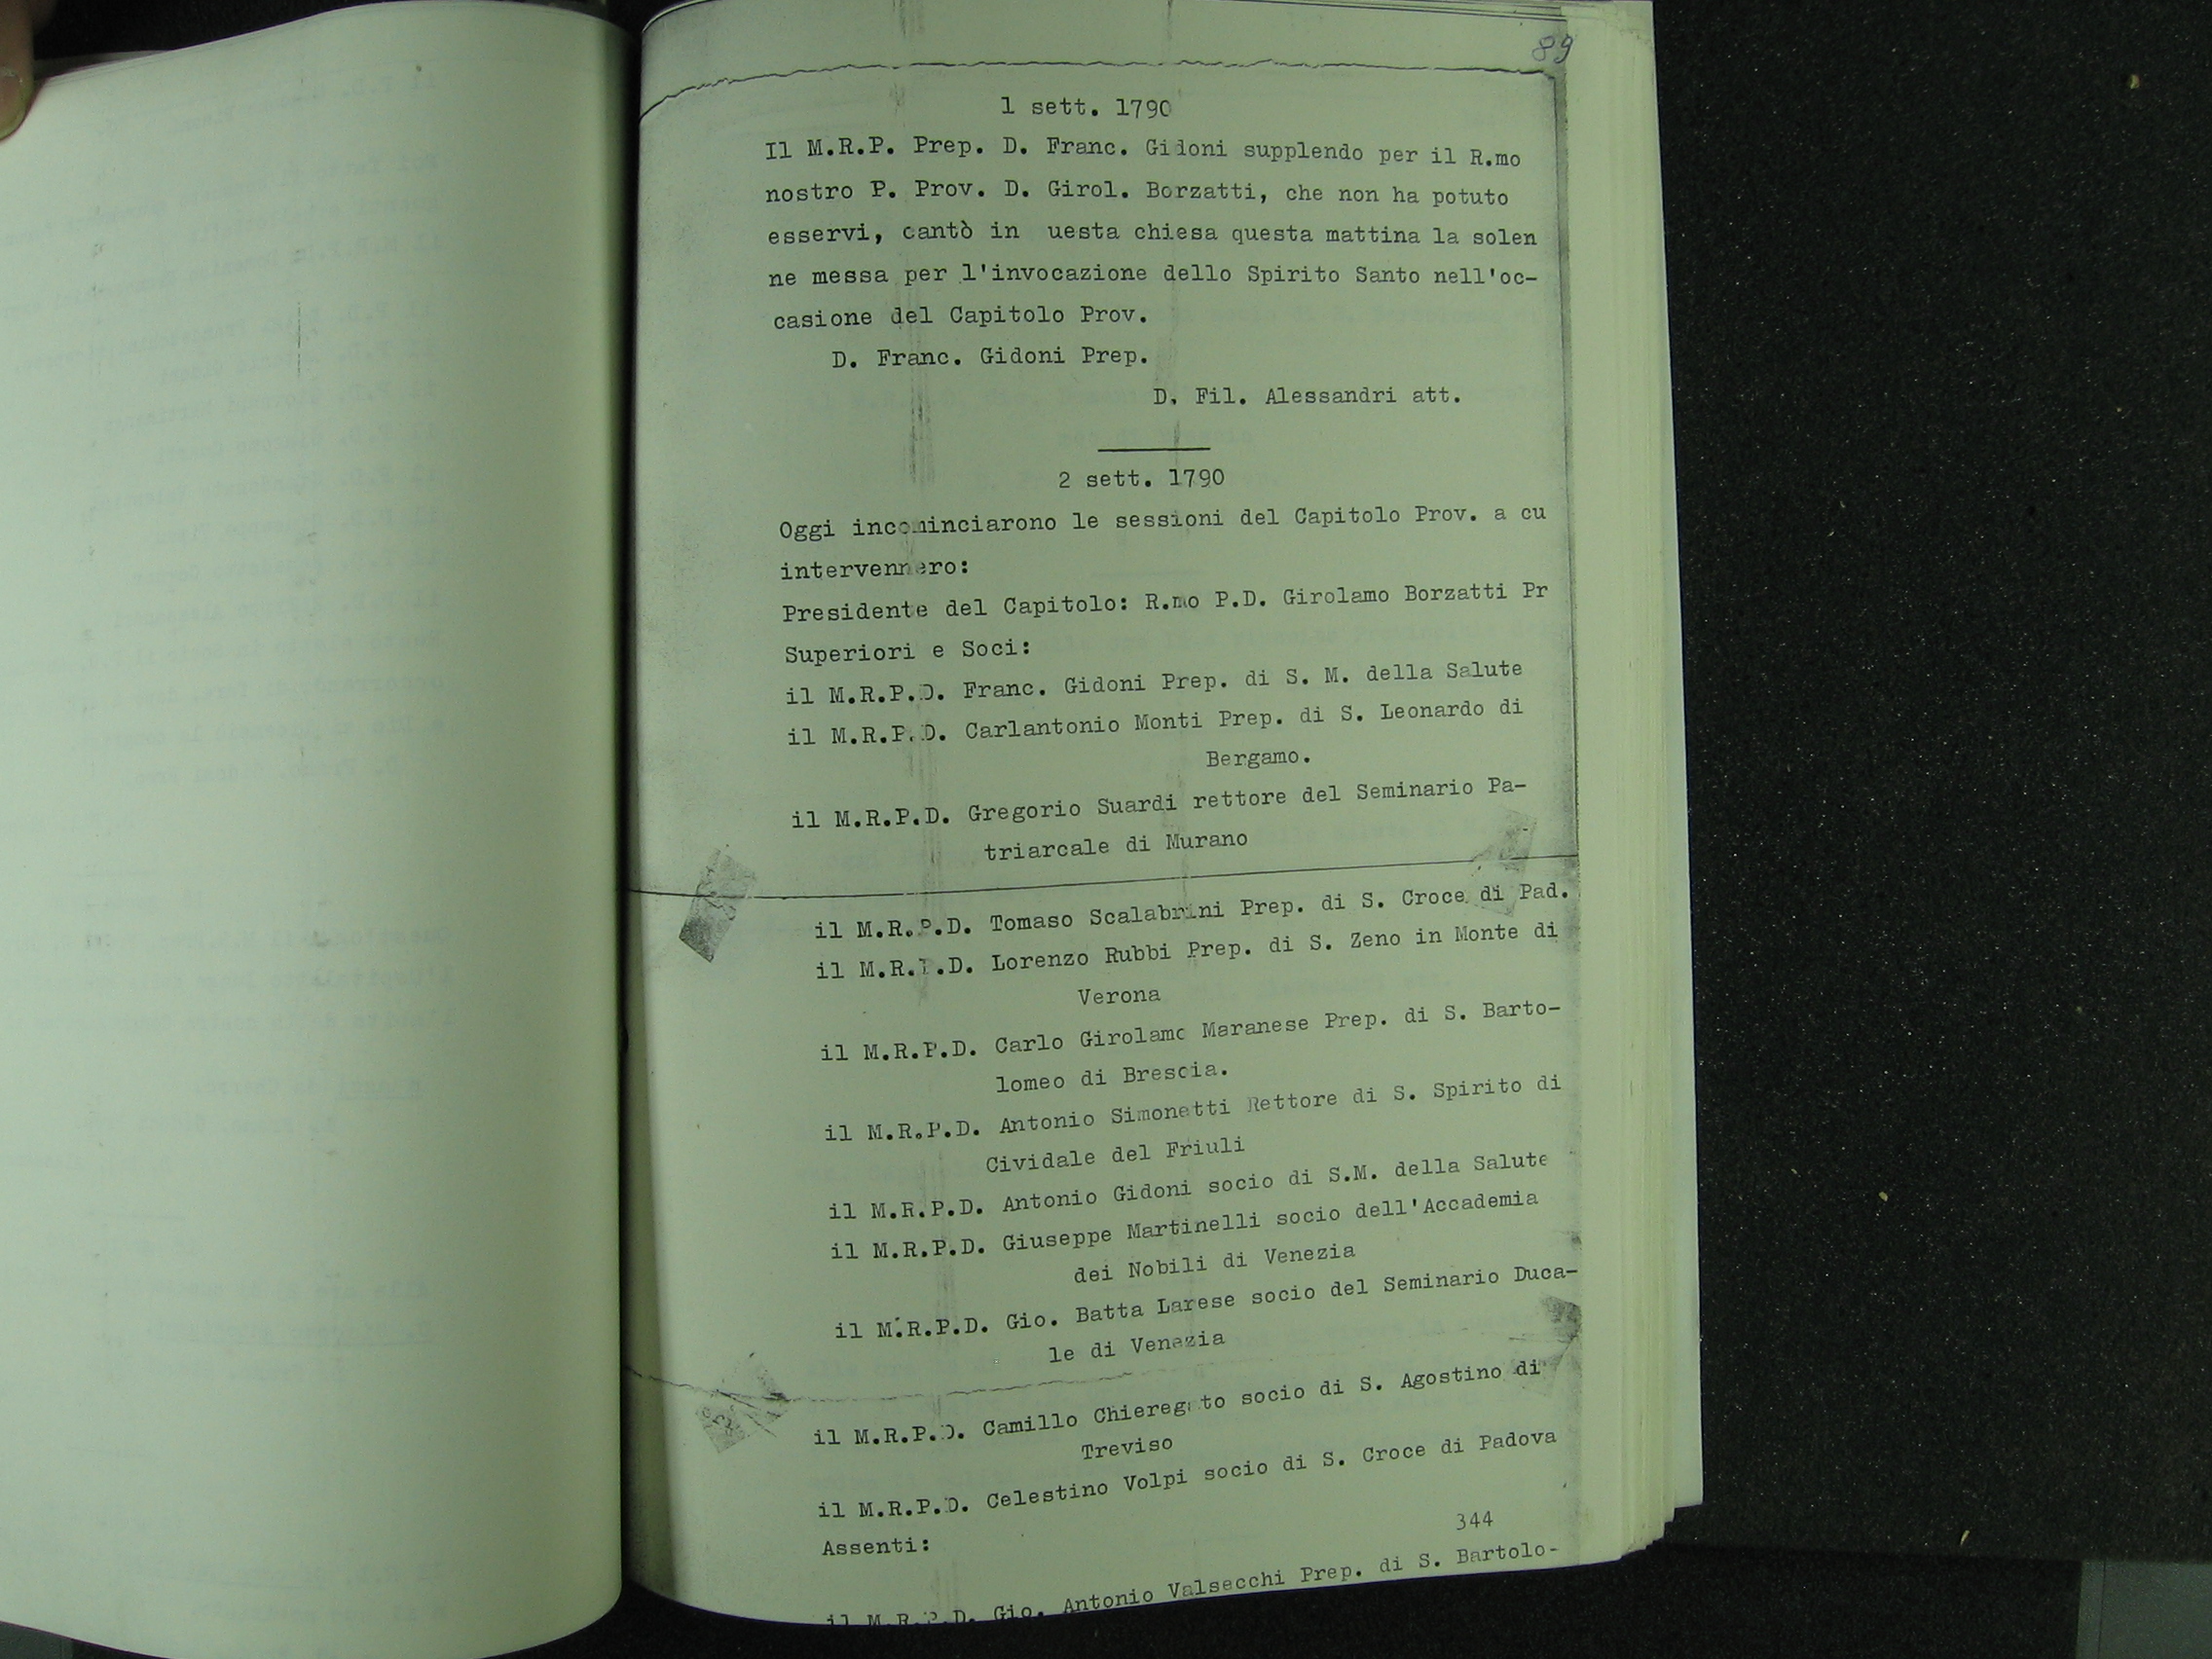 89
1 sett. 1790
Il M.R.P. Prep. D. Franc. Gidoni supplendo per il R.mo
nostro P. Prov. D. Girol. Borzatti, che non ha potuto
esservi, cantò in uesta chiesa questa mattina la solen
ne messa per l'invocazione dello Spirito Santo nell'oc-
casione del Capitolo Prov.
D. Franc. Gidoni Prep.
D. Fil. Alessandri att.
2 sett. 1790
Oggi incominciarono le sessioni del Capitolo Prov. a cu
intervennero:
Presidente del Capitolo: R.mo P.D. Girolamo Borzatti Pr
Superiori e Soci:
il M.R.P.D. Franc. Gidoni Prep. di S. M. della Salute
il M.R.P.D. Carlantonio Monti Prep. di S. Leonardo di
Bergamo.
il M.R.P.D. Gregorio Suardi rettore del Seminario Pa-
triarcale di Murano
il M.R.P.D. Tomaso Scalabrini Prep. di S. Croce di Pad.
il M.R.P.D. Lorenzo Rubbi Prep. di S. Zeno in Monte di
Verona
il M.R.P.D. Carlo Girolamo Maranese Prep. di S. Barto-
lomeo di Brescia.
il M.R.P.D. Antonio Simonetti Rettore di S. Spirito di
Cividale del Friuli
il M.R.P.D. Antonio Gidoni socio di S.M. della Salute
il M.R.P.D. Giuseppe Martinelli socio dell'Accademia
dei Nobili di Venezia
il M.R.P.D. Gio. Batta Larese socio del Seminario Duca-
le di Venezia
il M.R.P.D. Camillo Chieregato socio di S. Agostino di
Treviso
il M.R.P.D. Celestino Volpi socio di S. Croce di Padova
Assenti:
344
il M.R.P.D. Gio. Antonio Valsecchi Prep. di S. Bartolo-